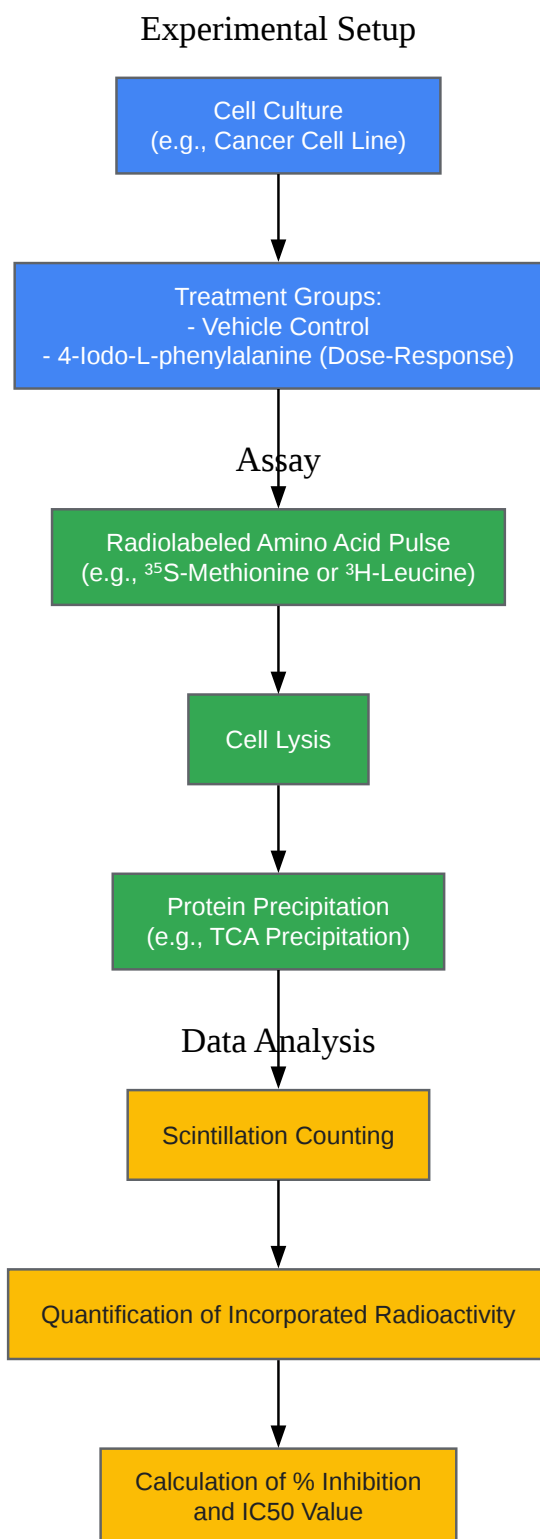 Experimental Setup
Cell Culture
(e.g., Cancer Cell Line)
Treatment Groups:
- Vehicle Control
- 4-Iodo-L-phenylalanine (Dose-Response)
Assay
Radiolabeled Amino Acid Pulse
(e.g., ³⁵S-Methionine or ³H-Leucine)
Cell Lysis
Protein Precipitation
(e.g., TCA Precipitation)
Data Analysis
Scintillation Counting
Quantification of Incorporated Radioactivity
Calculation of % Inhibition
and IC50 Value